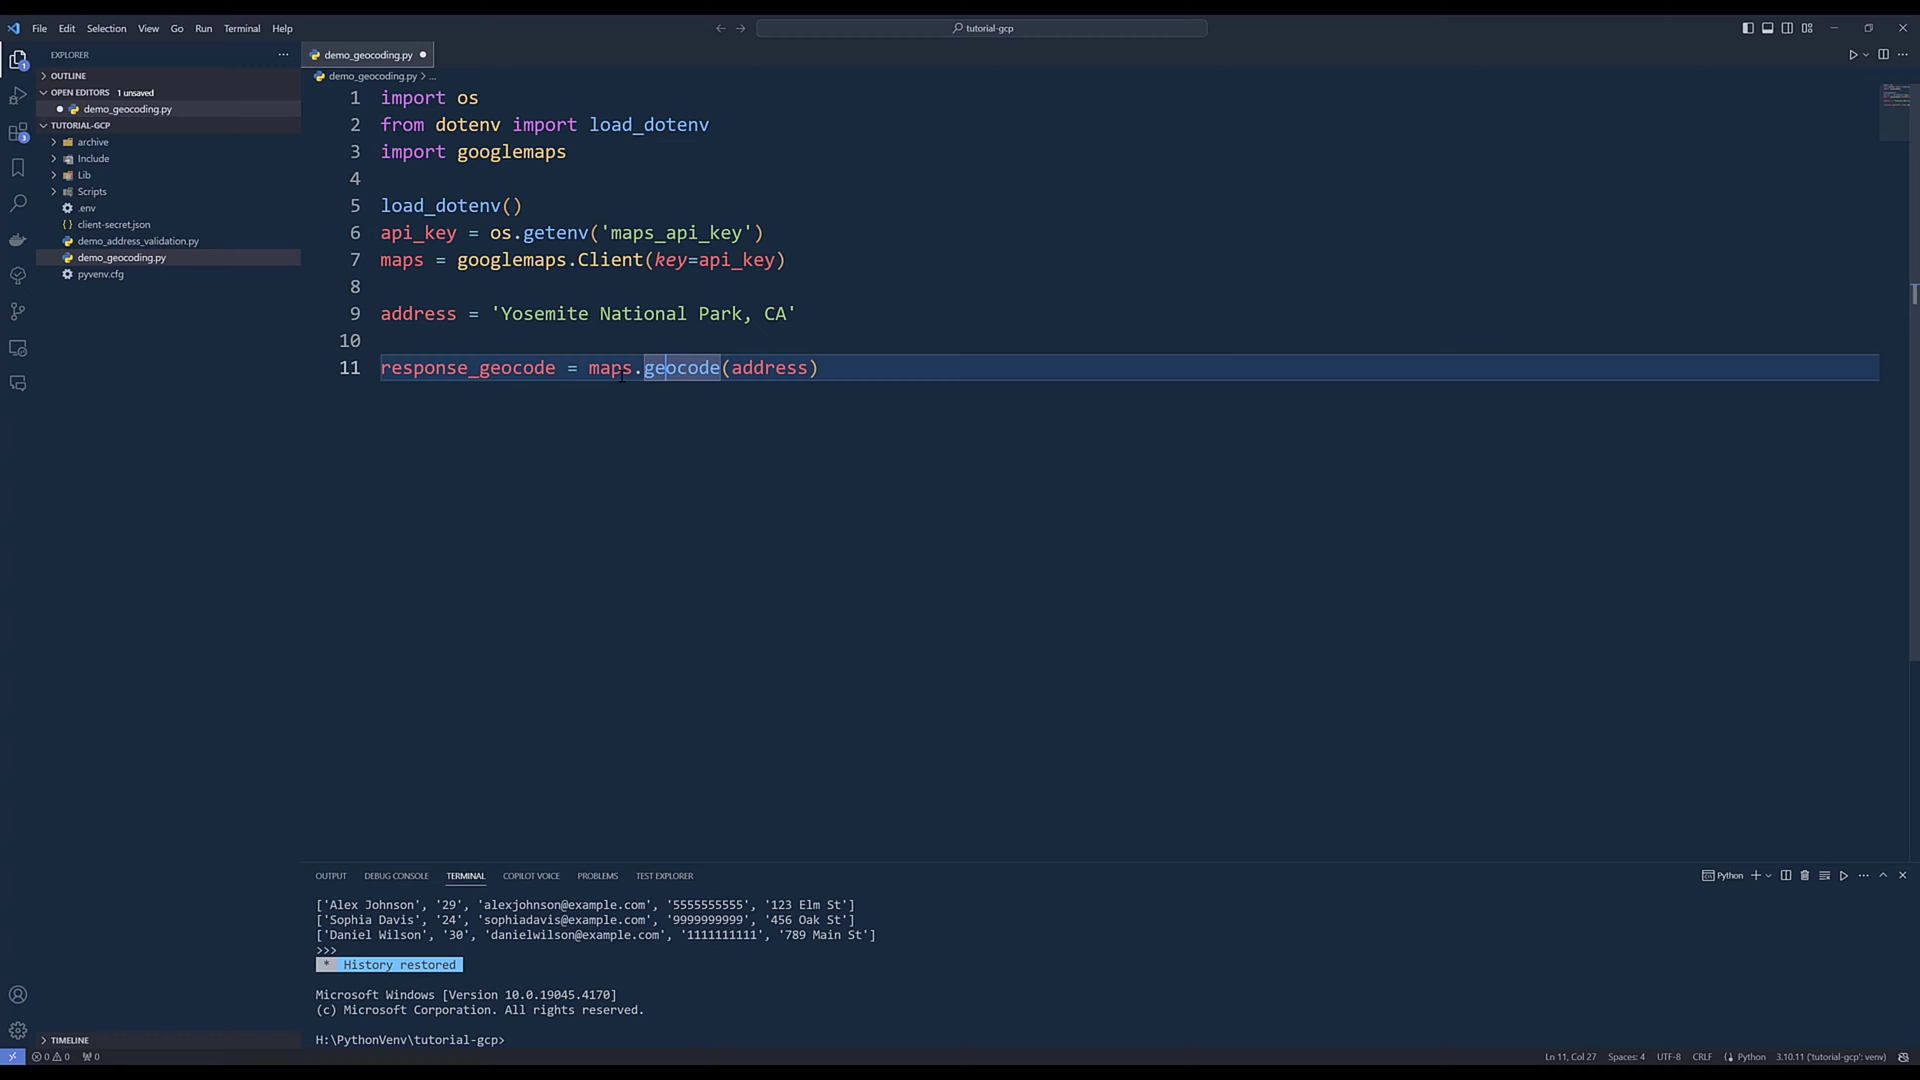 File Edit Selection View Go Run Terminal Help
tutorial-gcp
EXPLORER
OUTLINE
OPEN EDITORS 1 unsaved
demo_geocoding.py
TUTORIAL-GCP
archive
Include
Lib
Scripts
.env
client-secret.json
demo_address_validation.py
demo_geocoding.py
pyvenv.cfg
TIMELINE
1
3
demo_geocoding.py
demo_geocoding.py > ...
1 import os
2 from dotenv import load_dotenv
3 import googlemaps
4
5 load_dotenv()
6 api_key = os.getenv('maps_api_key')
7 maps = googlemaps.Client(key=api_key)
8
9 address = 'Yosemite National Park, CA'
10
11 response_geocode = maps.geocode(address)
OUTPUT DEBUG CONSOLE TERMINAL COPILOT VOICE PROBLEMS TEST EXPLORER
Python
['Alex Johnson', '29', 'alexjohnson@example.com', '5555555555', '123 Elm St']
['Sophia Davis', '24', 'sophiadavis@example.com', '9999999999', '456 Oak St']
['Daniel Wilson', '30', 'danielwilson@example.com', '1111111111', '789 Main St']
>>>
* History restored
Microsoft Windows [Version 10.0.19045.4170]
(c) Microsoft Corporation. All rights reserved.
H:\PythonVenv\tutorial-gcp>
0 0 0
Ln 11, Col 27 Spaces: 4 UTF-8 CRLF Python 3.10.11 ('tutorial-gcp': venv)